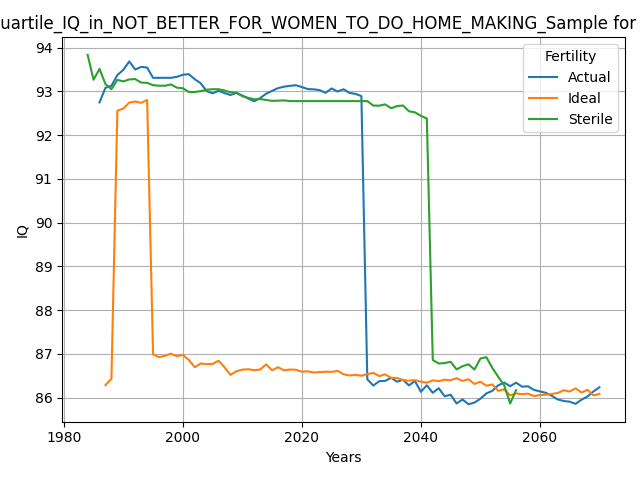 uartile_IQ_in_NOT_BETTER_FOR_WOMEN_TO_DO_HOME_MAKING_Sample for
Fertility
Actual
Ideal
Sterile
94
93
92
91
90
89
88
87
86
IQ
1980
2000
2020
2040
2060
Years